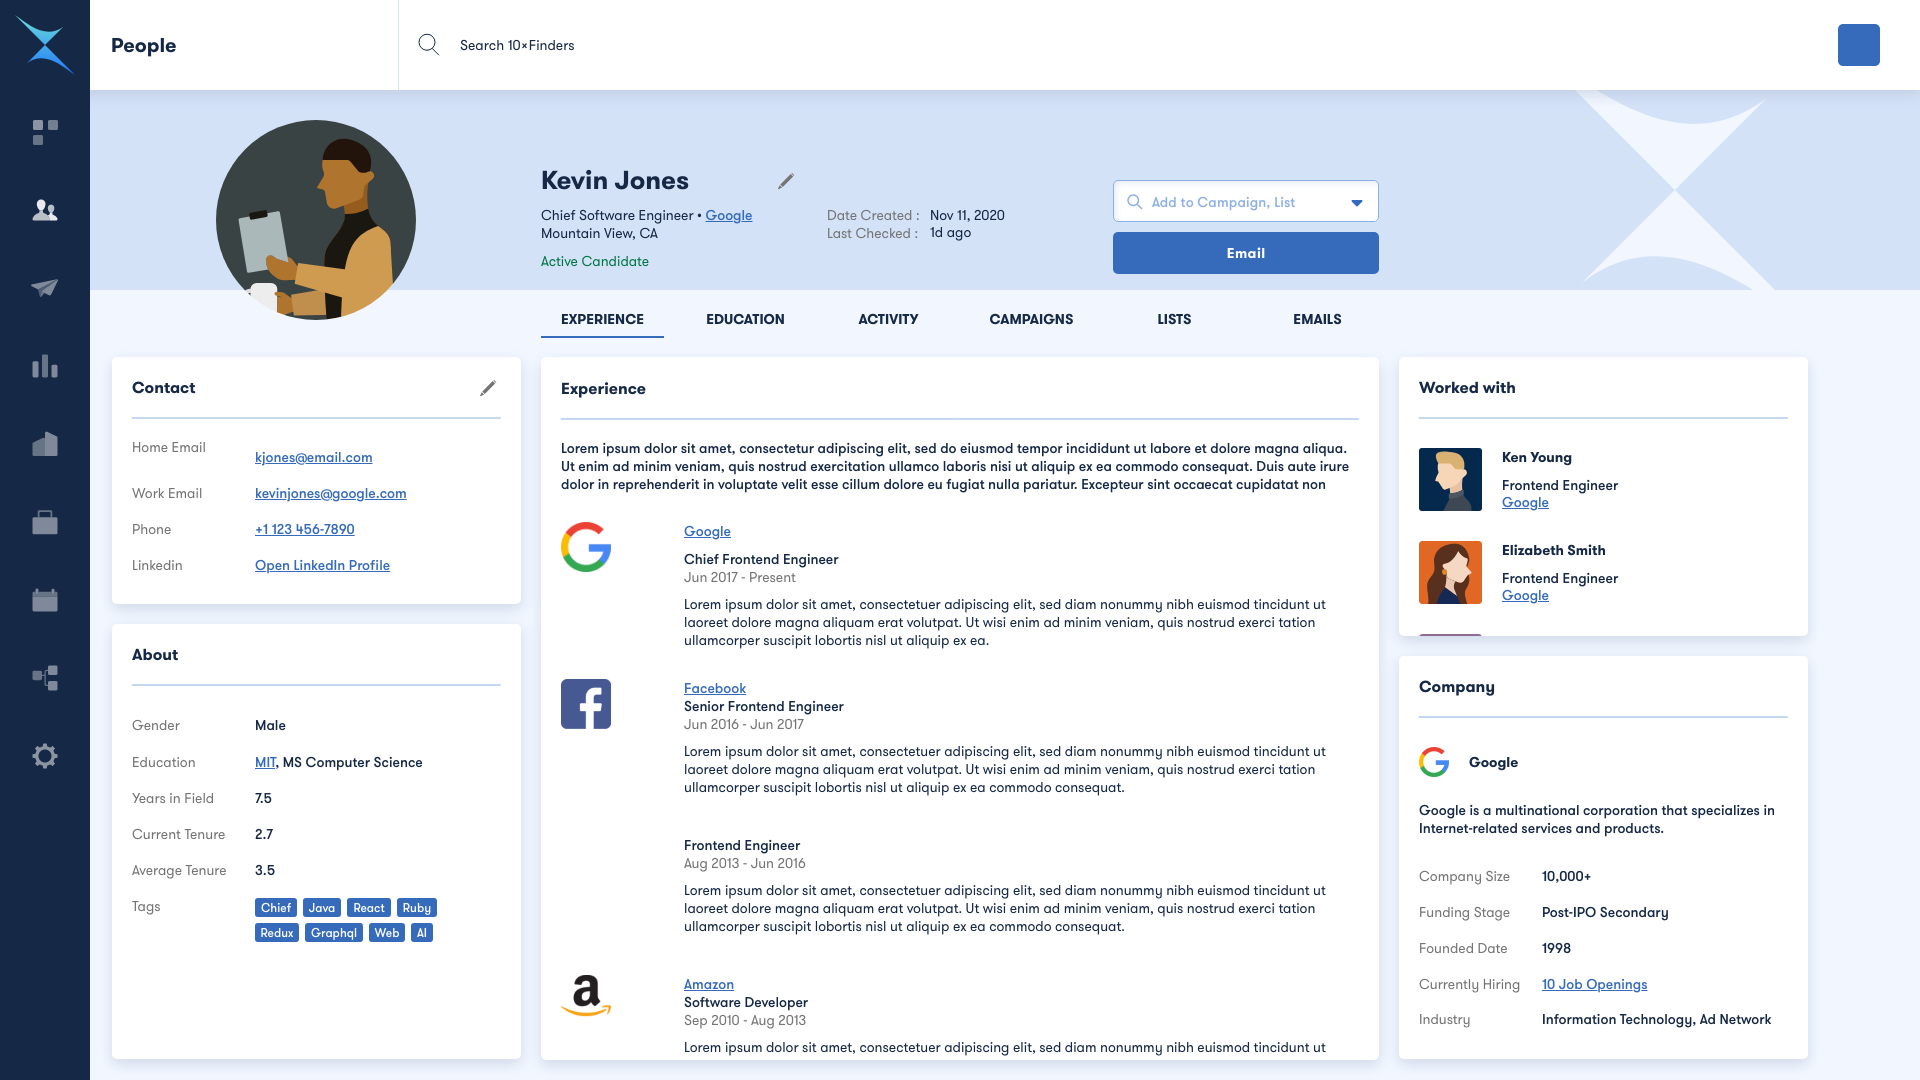 People
Search 10×Finders
Kevin Jones
Chief Software Engineer • Google
Mountain View, CA
Active Candidate
Date Created : Nov 11, 2020
Last Checked : 1d ago
Add to Campaign, List
Email
EXPERIENCE EDUCATION ACTIVITY CAMPAIGNS LISTS EMAILS
Contact
Home Email kjones@email.com
Work Email kevinjones@google.com
Phone +1 123 456-7890
Linkedin Open LinkedIn Profile
About
Gender Male
Education MIT, MS Computer Science
Years in Field 7.5
Current Tenure 2.7
Average Tenure 3.5
Tags Chief Java React Ruby
Redux Graphql Web AI
Experience
Lorem ipsum dolor sit amet, consectetur adipiscing elit, sed do eiusmod tempor incididunt ut labore et dolore magna aliqua.
Ut enim ad minim veniam, quis nostrud exercitation ullamco laboris nisi ut aliquip ex ea commodo consequat. Duis aute irure
dolor in reprehenderit in voluptate velit esse cillum dolore eu fugiat nulla pariatur. Excepteur sint occaecat cupidatat non
Google
Chief Frontend Engineer
Jun 2017 - Present
Lorem ipsum dolor sit amet, consectetuer adipiscing elit, sed diam nonummy nibh euismod tincidunt ut
laoreet dolore magna aliquam erat volutpat. Ut wisi enim ad minim veniam, quis nostrud exerci tation
ullamcorper suscipit lobortis nisl ut aliquip ex ea.
Facebook
Senior Frontend Engineer
Jun 2016 - Jun 2017
Lorem ipsum dolor sit amet, consectetuer adipiscing elit, sed diam nonummy nibh euismod tincidunt ut
laoreet dolore magna aliquam erat volutpat. Ut wisi enim ad minim veniam, quis nostrud exerci tation
ullamcorper suscipit lobortis nisl ut aliquip ex ea commodo consequat.
Frontend Engineer
Aug 2013 - Jun 2016
Lorem ipsum dolor sit amet, consectetuer adipiscing elit, sed diam nonummy nibh euismod tincidunt ut
laoreet dolore magna aliquam erat volutpat. Ut wisi enim ad minim veniam, quis nostrud exerci tation
ullamcorper suscipit lobortis nisl ut aliquip ex ea commodo consequat.
Amazon
Software Developer
Sep 2010 - Aug 2013
Lorem ipsum dolor sit amet, consectetuer adipiscing elit, sed diam nonummy nibh euismod tincidunt ut
Worked with
Ken Young
Frontend Engineer
Google
Elizabeth Smith
Frontend Engineer
Google
Company
Google
Google is a multinational corporation that specializes in
Internet-related services and products.
Company Size 10,000+
Funding Stage Post-IPO Secondary
Founded Date 1998
Currently Hiring 10 Job Openings
Industry Information Technology, Ad Network